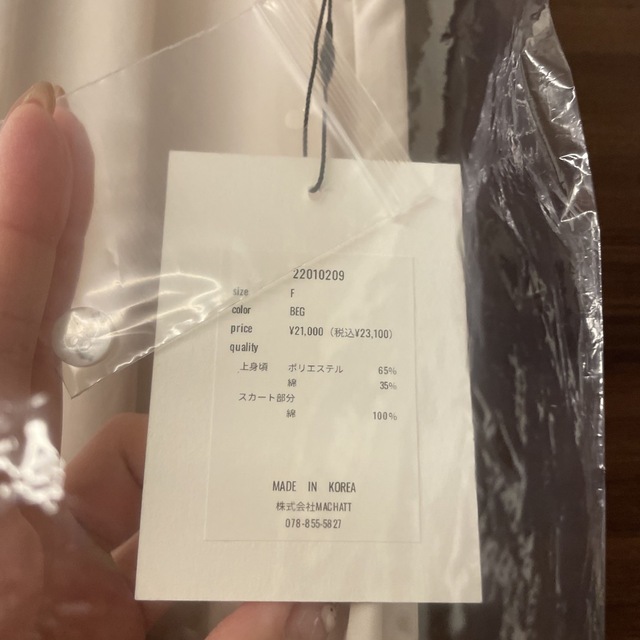 22010209
size F
color BEG
price ¥21,000（税込¥23,100）
quality
上身頃 ポリエステル 65%
綿 35%
スカート部分
綿 100%
MADE IN KOREA
株式会社MACHATT
078-855-5827